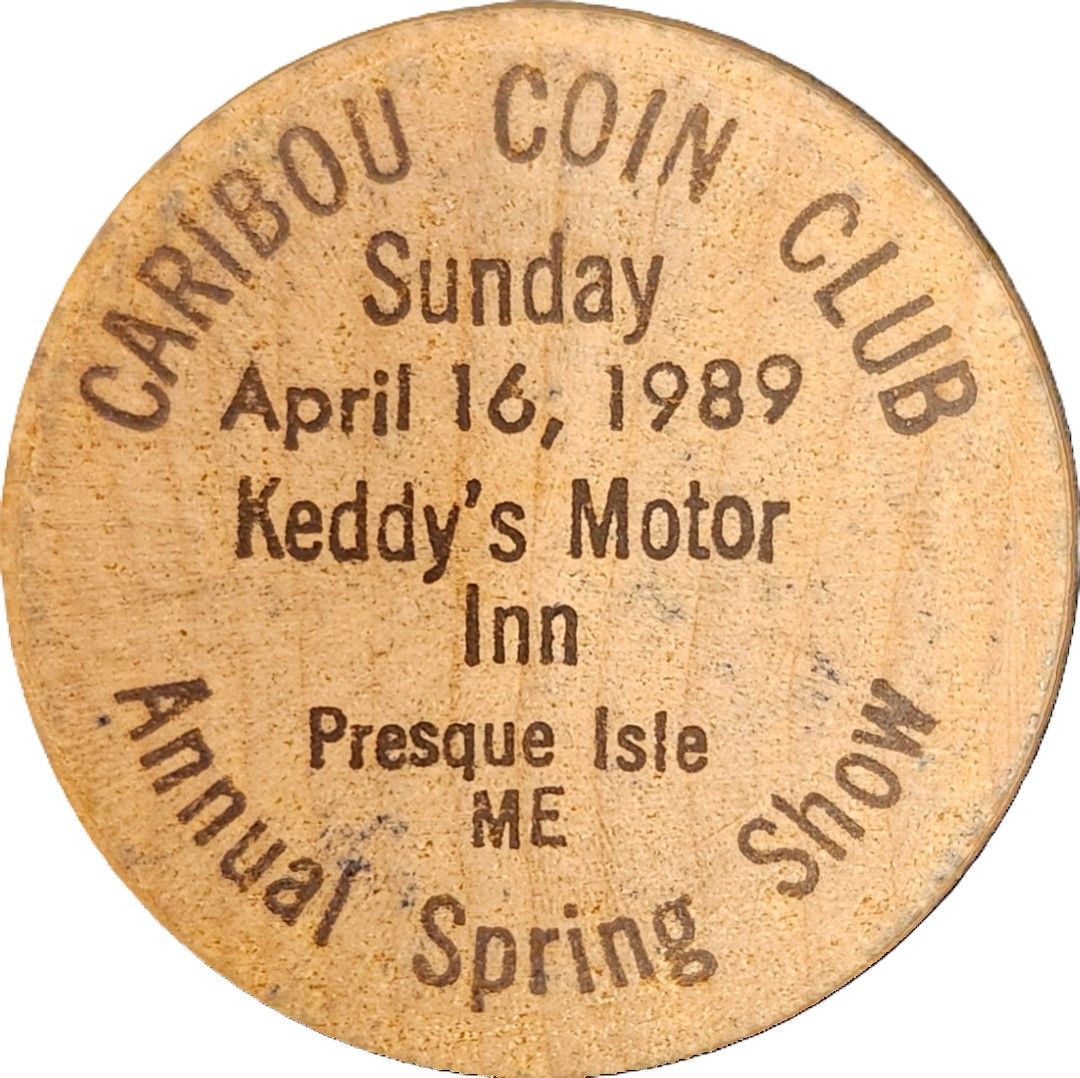 CARIBOU COIN CLUB
Sunday
April 16, 1989
Keddy's Motor
Inn
Presque Isle
ME
Annual Spring Show